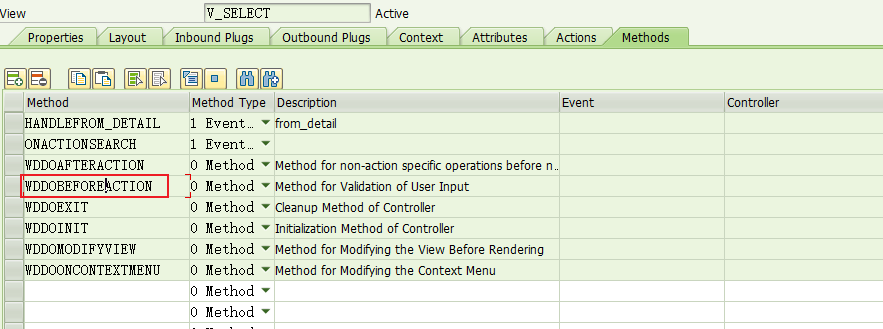 View V_SELECT Active
Properties Layout Inbound Plugs Outbound Plugs Context Attributes Actions Methods
Method Method Type Description Event Controller
HANDLEFROM_DETAIL 1 Event… from_detail
ONACTIONSEARCH 1 Event…
WDDOAFTERACTION 0 Method Method for non-action specific operations before n…
WDDOBEFOREACTION 0 Method Method for Validation of User Input
WDDOEXIT 0 Method Cleanup Method of Controller
WDDOINIT 0 Method Initialization Method of Controller
WDDOMODIFYVIEW 0 Method Method for Modifying the View Before Rendering
WDDOONCONTEXTMENU 0 Method Method for Modifying the Context Menu
0 Method
0 Method